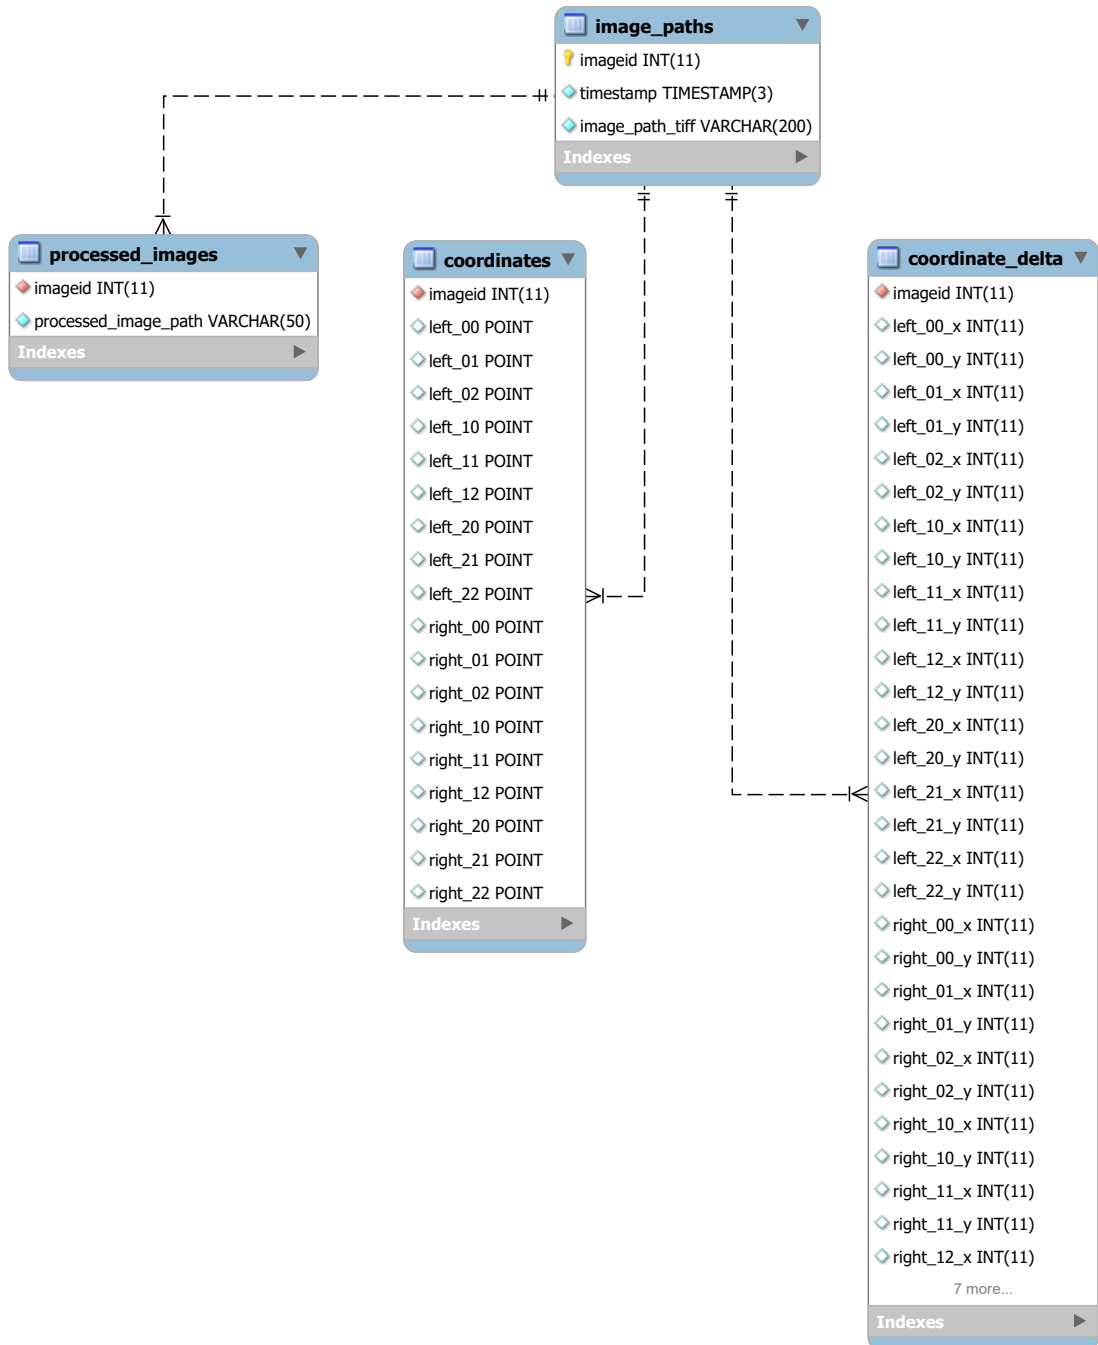 image_paths
imageid INT(11)
timestamp TIMESTAMP(3)
image_path_tiff VARCHAR(200)
Indexes
processed_images
imageid INT(11)
processed_image_path VARCHAR(50)
Indexes
coordinates
imageid INT(11)
left_00 POINT
left_01 POINT
left_02 POINT
left_10 POINT
left_11 POINT
left_12 POINT
left_20 POINT
left_21 POINT
left_22 POINT
right_00 POINT
right_01 POINT
right_02 POINT
right_10 POINT
right_11 POINT
right_12 POINT
right_20 POINT
right_21 POINT
right_22 POINT
Indexes
coordinate_delta
imageid INT(11)
left_00_x INT(11)
left_00_y INT(11)
left_01_x INT(11)
left_01_y INT(11)
left_02_x INT(11)
left_02_y INT(11)
left_10_x INT(11)
left_10_y INT(11)
left_11_x INT(11)
left_11_y INT(11)
left_12_x INT(11)
left_12_y INT(11)
left_20_x INT(11)
left_20_y INT(11)
left_21_x INT(11)
left_21_y INT(11)
left_22_x INT(11)
left_22_y INT(11)
right_00_x INT(11)
right_00_y INT(11)
right_01_x INT(11)
right_01_y INT(11)
right_02_x INT(11)
right_02_y INT(11)
right_10_x INT(11)
right_10_y INT(11)
right_11_x INT(11)
right_11_y INT(11)
right_12_x INT(11)
7 more...
Indexes